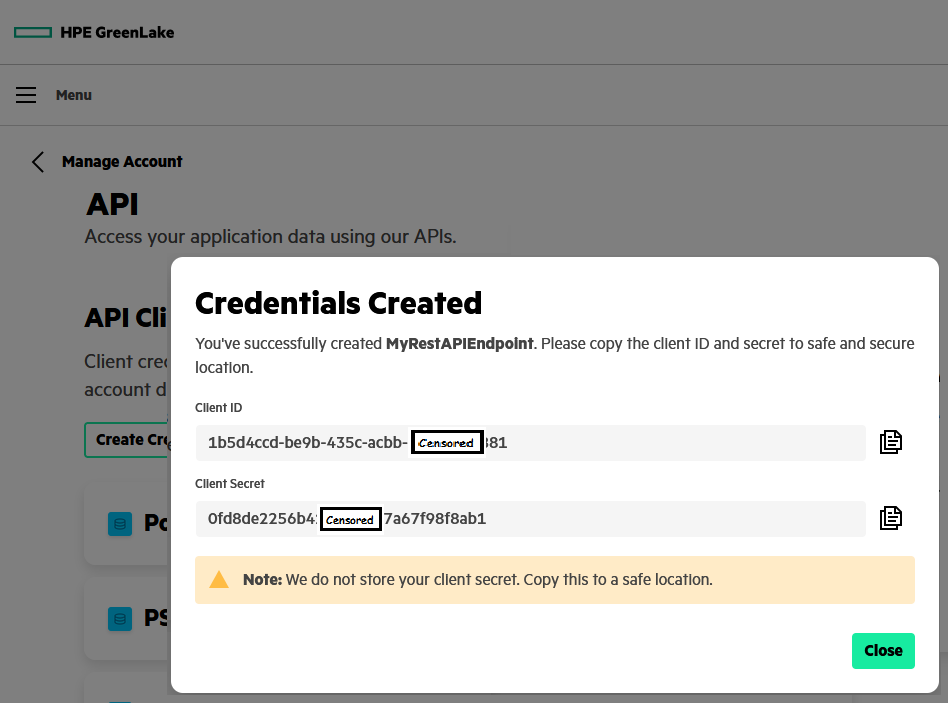 HPE GreenLake
Menu
Manage Account
API
Access your application data using our APIs.
API Cli
Client cre
account d
Create Cre
Po
PS
Credentials Created
You've successfully created MyRestAPIEndpoint. Please copy the client ID and secret to safe and secure
location.
Client ID
1b5d4ccd-be9b-435c-acbb- Censored 381
Client Secret
0fd8de2256b4 Censored 7a67f98f8ab1
Note: We do not store your client secret. Copy this to a safe location.
Close